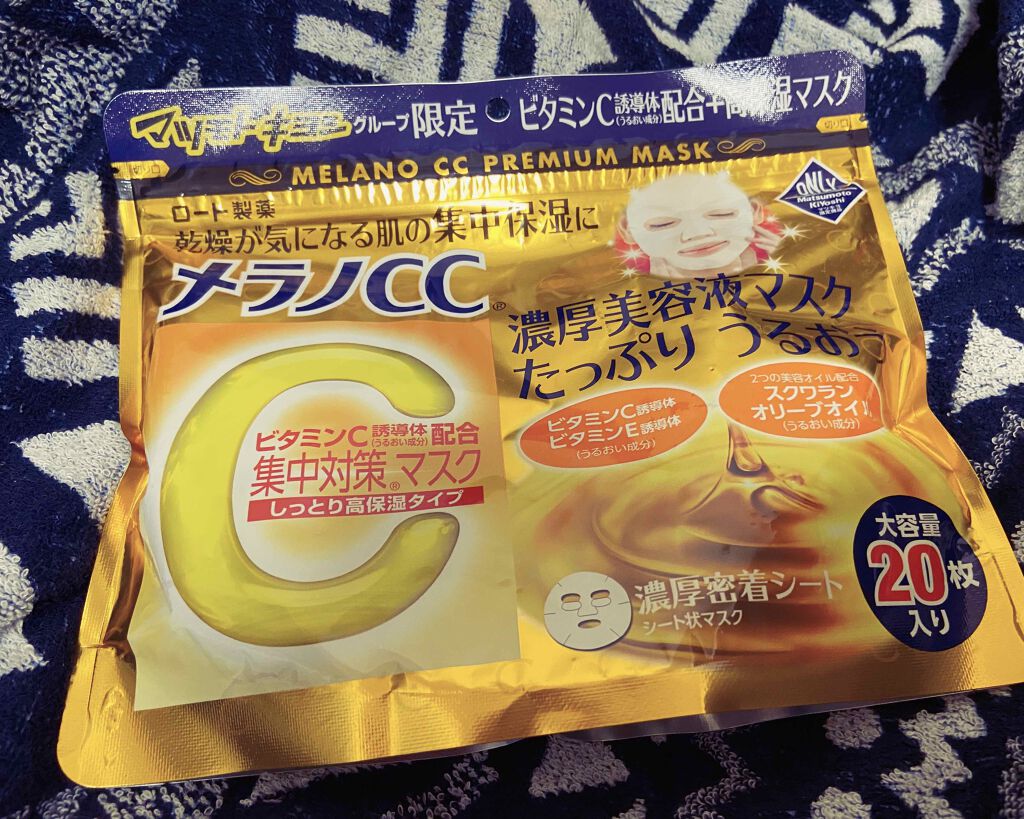 マツモトキヨシグループ限定
ビタミンC誘導体(うるおい成分)配合+高保湿マスク
切り口
切り口
MELANO CC PREMIUM MASK
ONLY
Matsumoto
KiYoshi
ロート製薬
乾燥が気になる肌の集中保湿に
メラノCC®
濃厚美容液マスク
たっぷり うるおう
ビタミンC誘導体
ビタミンE誘導体
(うるおい成分)
2つの美容オイル配合
スクワラン
オリーブオイル
(うるおい成分)
ビタミンC誘導体(うるおい成分)配合
集中対策®マスク
しっとり高保湿タイプ
濃厚密着シート
シート状マスク
大容量
20枚
入り